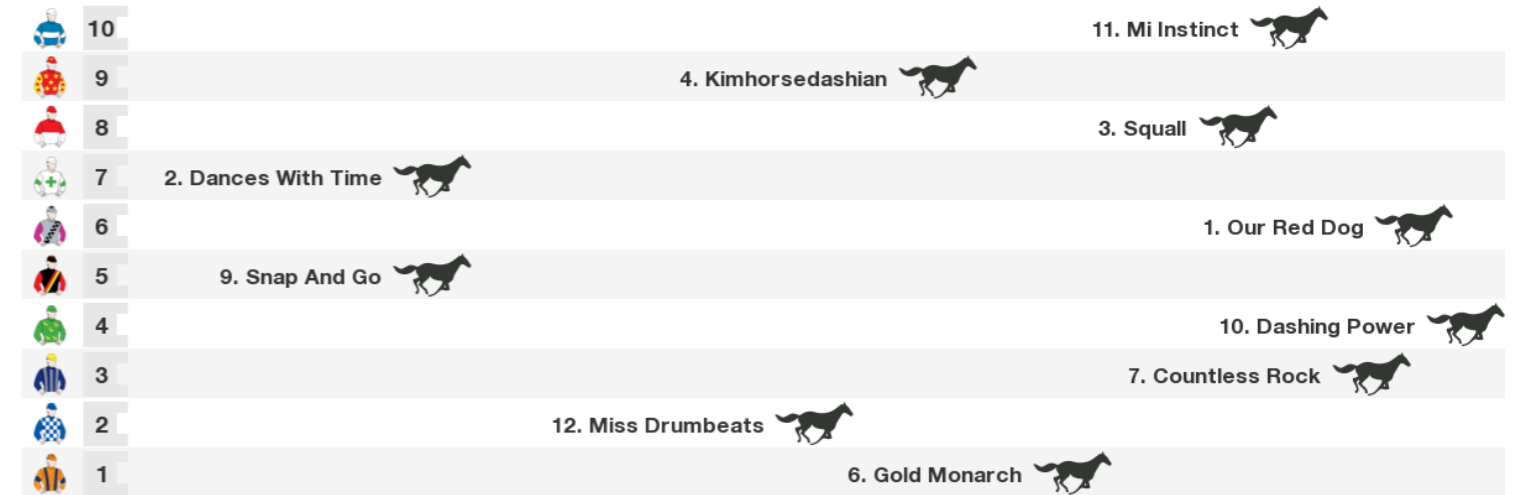 10 11. Mi Instinct
9 4. Kimhorsedashian
8 3. Squall
7 2. Dances With Time
6 1. Our Red Dog
5 9. Snap And Go
4 10. Dashing Power
3 7. Countless Rock
2 12. Miss Drumbeats
1 6. Gold Monarch